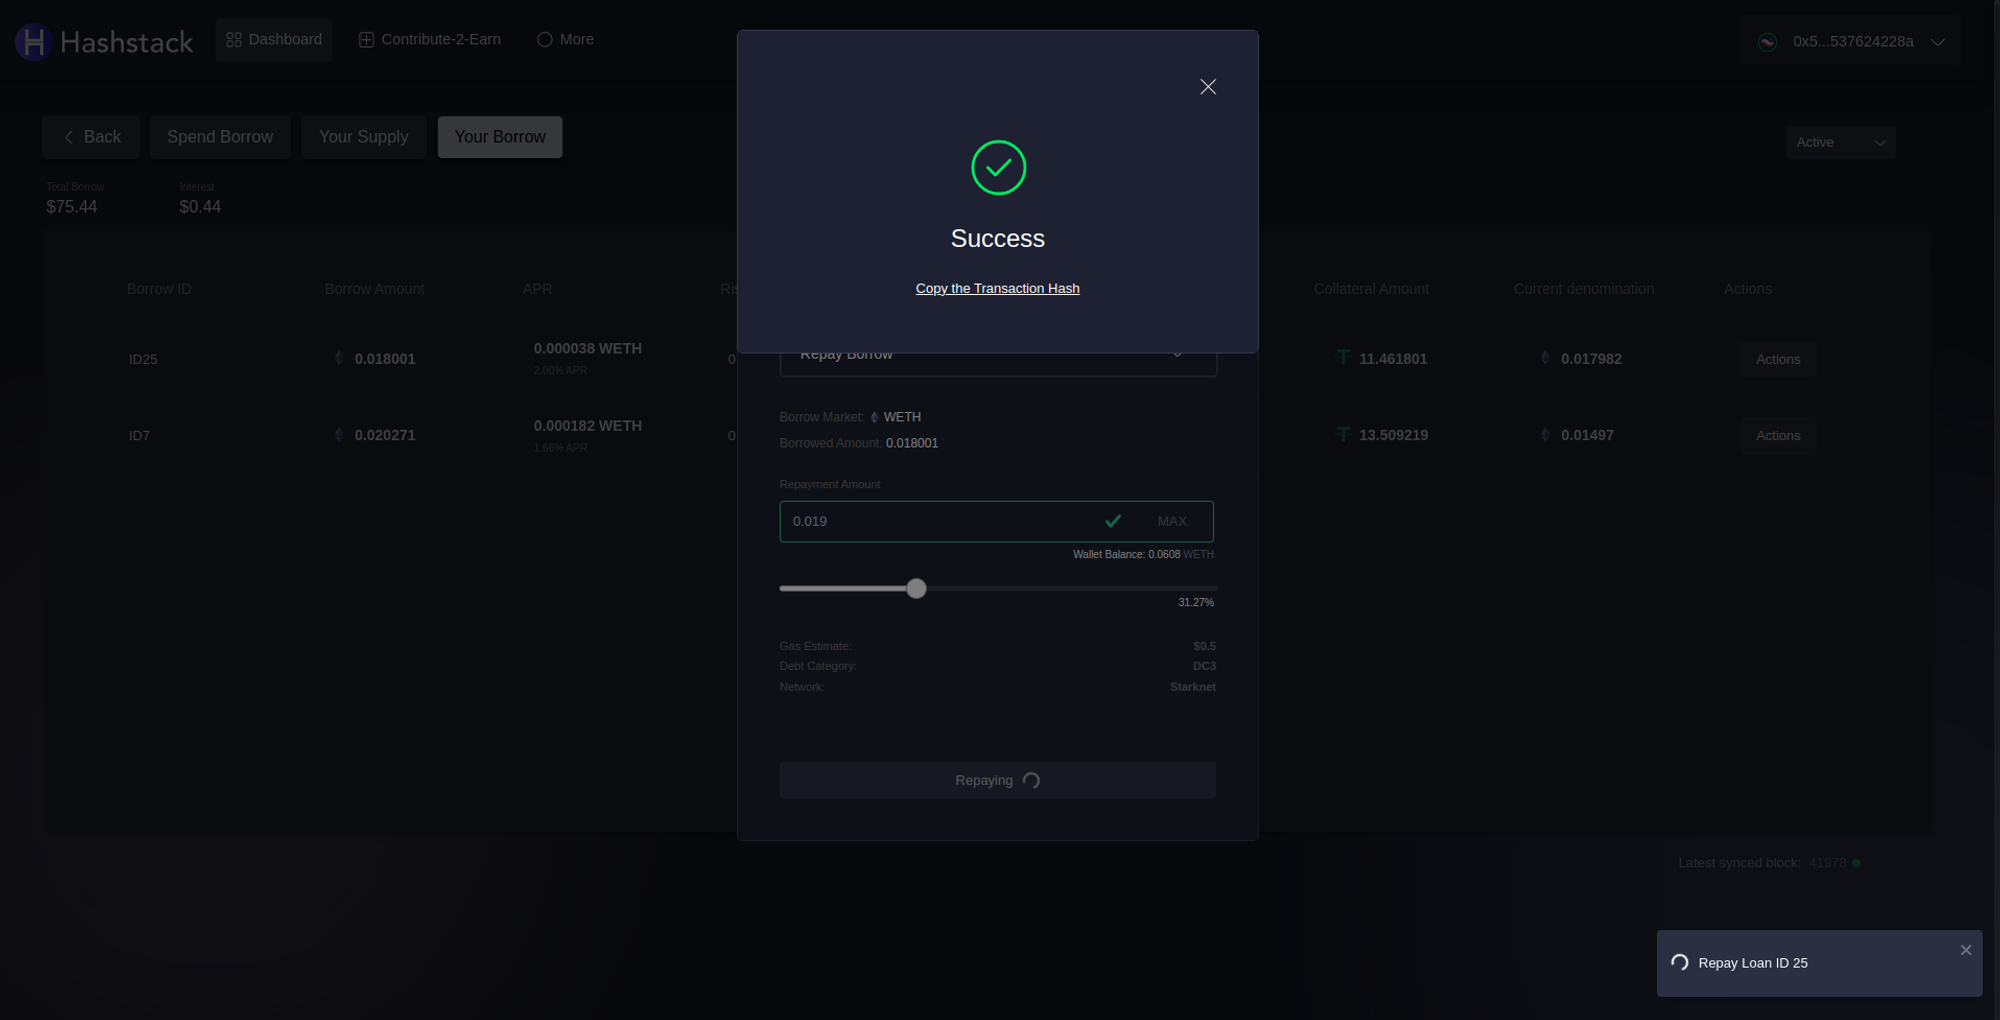 Hashstack
Dashboard
Contribute-2-Earn
More
0x5...537624228a
Back
Spend Borrow
Your Supply
Your Borrow
Active
Total Borrow
Interest
$75.44
$0.44
Success
Copy the Transaction Hash
Borrow ID
Borrow Amount
APR
Collateral Amount
Current denomination
Actions
ID25
0.018001
0.000038 WETH
2.00% APR
11.461801
0.017982
Actions
ID7
0.020271
0.000182 WETH
1.66% APR
13.509219
0.01497
Actions
Repay Borrow
Borrow Market: WETH
Borrowed Amount: 0.018001
Repayment Amount
0.019
MAX
Wallet Balance: 0.0608 WETH
31.27%
Gas Estimate: $0.5
Debt Category: DC3
Network: Starknet
Repaying
Latest synced block: 41978
Repay Loan ID 25